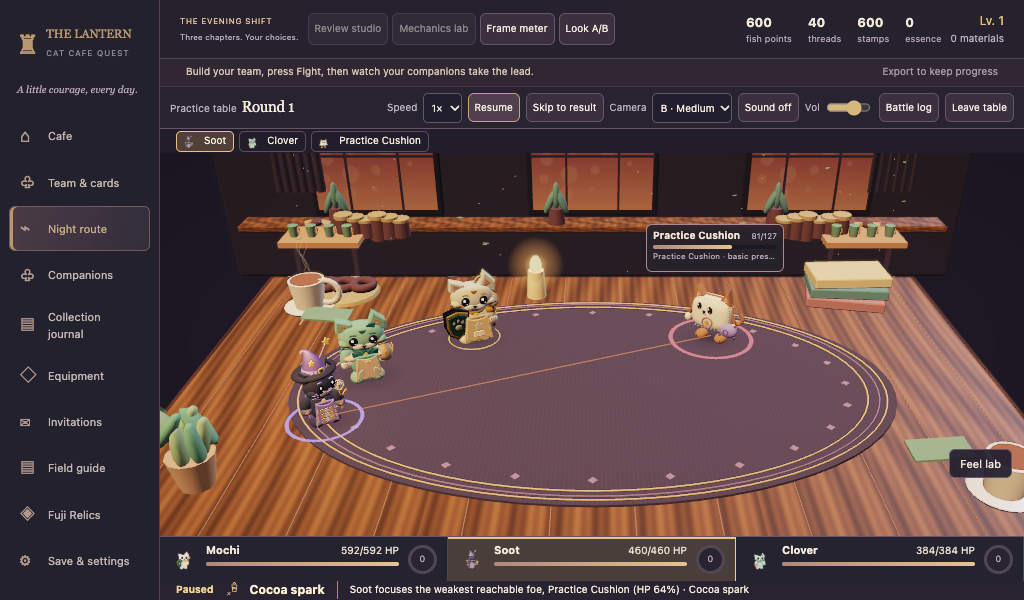 THE LANTERN
CAT CAFE QUEST
A little courage, every day.
Cafe
Team & cards
Night route
Companions
Collection
journal
Equipment
Invitations
Field guide
Fuji Relics
Save & settings
THE EVENING SHIFT
Three chapters. Your choices.
Review studio
Mechanics lab
Frame meter
Look A/B
600
fish points
40
threads
600
stamps
0
essence
Lv. 1
0 materials
Build your team, press Fight, then watch your companions take the lead.
Export to keep progress
Practice table Round 1
Speed
1x
Resume
Skip to result
Camera
B · Medium
Sound off
Vol
Battle log
Leave table
Soot
Clover
Practice Cushion
Practice Cushion 81/127
Practice Cushion · basic pres...
Feel lab
Mochi 592/592 HP 0
Soot 460/460 HP 0
Clover 384/384 HP 0
Paused Cocoa spark Soot focuses the weakest reachable foe, Practice Cushion (HP 64%) · Cocoa spark